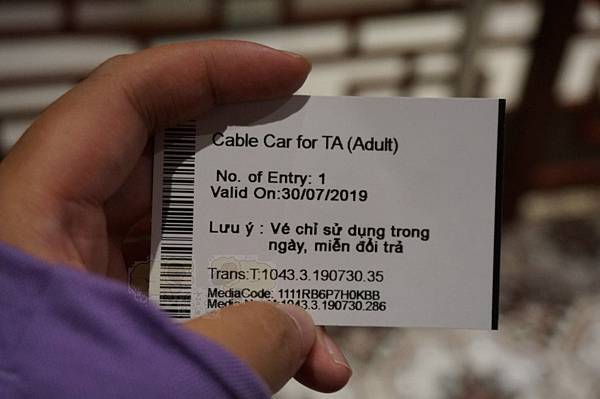 Cable Car for TA (Adult)
No. of Entry: 1
Valid On:30/07/2019
Lưu ý : Vé chỉ sử dụng trong
ngày, miễn đổi trả
Trans:T:1043.3.190730.35
MediaCode: 1111RB6P7H0KBB
1043.3.190730.286